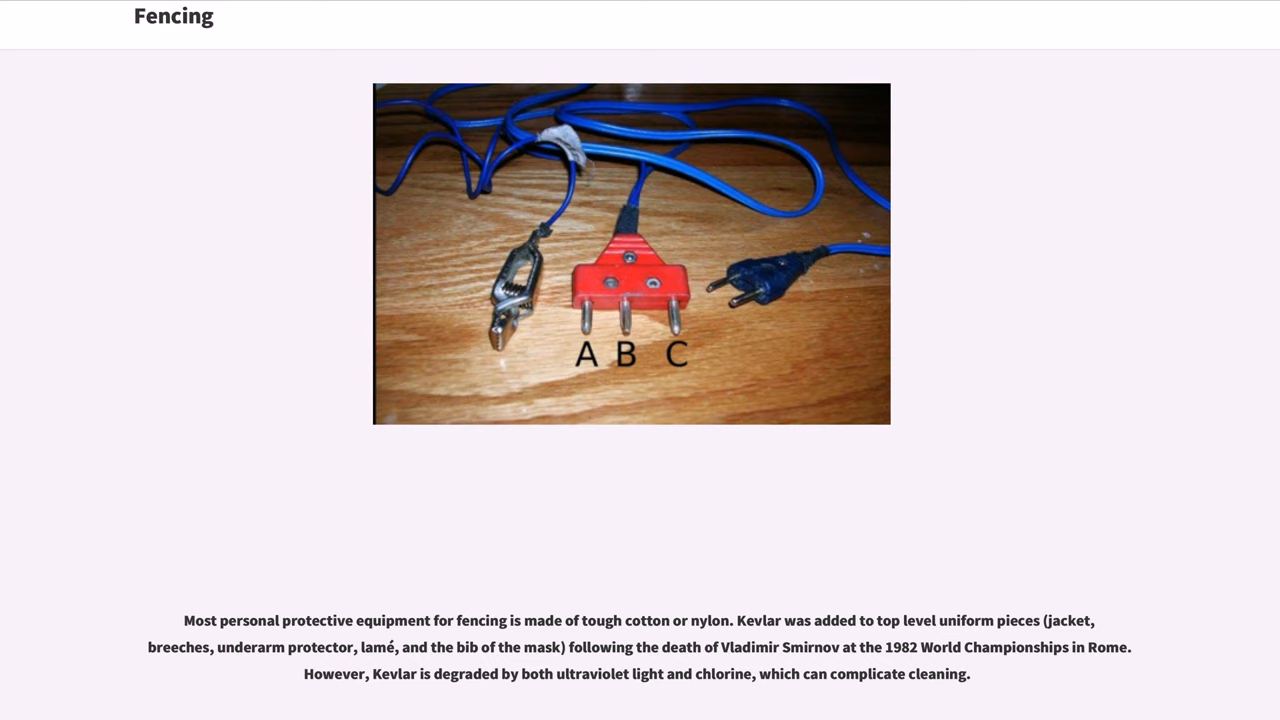 Fencing
A B C
Most personal protective equipment for fencing is made of tough cotton or nylon. Kevlar was added to top level uniform pieces (jacket,
breeches, underarm protector, lamé, and the bib of the mask) following the death of Vladimir Smirnov at the 1982 World Championships in Rome.
However, Kevlar is degraded by both ultraviolet light and chlorine, which can complicate cleaning.